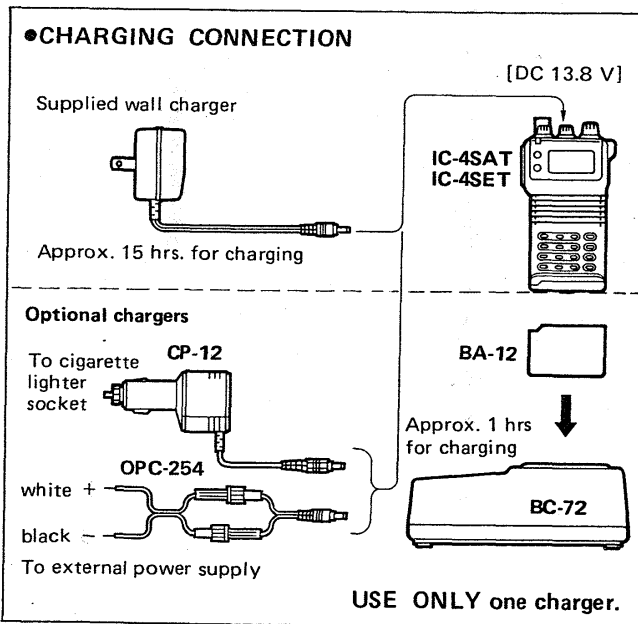 ●CHARGING CONNECTION
[DC 13.8 V]
Supplied wall charger
IC-4SAT
IC-4SET
Approx. 15 hrs. for charging
Optional chargers
CP-12
To cigarette
lighter
socket
BA-12
Approx. 1 hrs
for charging
OPC-254
white +
black -
To external power supply
BC-72
USE ONLY one charger.